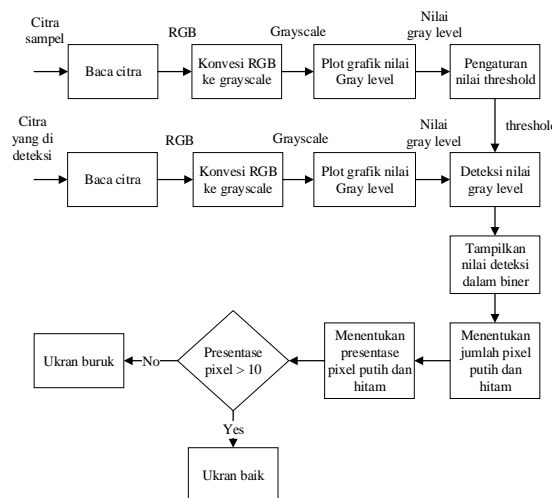 Citra
sampel
RGB
Grayscale
Nilai
gray level
Baca citra
Konvesi RGB
ke grayscale
Plot grafik nilai
Gray level
Pengaturan
nilai threshold
Citra
yang di
deteksi
RGB
Grayscale
Nilai
gray level
threshold
Baca citra
Konvesi RGB
ke grayscale
Plot grafik nilai
Gray level
Deteksi nilai
gray level
Tampilkan
nilai deteksi
dalam biner
Menentukan
jumlah pixel
putih dan
hitam
Menentukan
presentase
pixel putih dan
hitam
Presentase
pixel > 10
No
Ukran buruk
Yes
Ukran baik